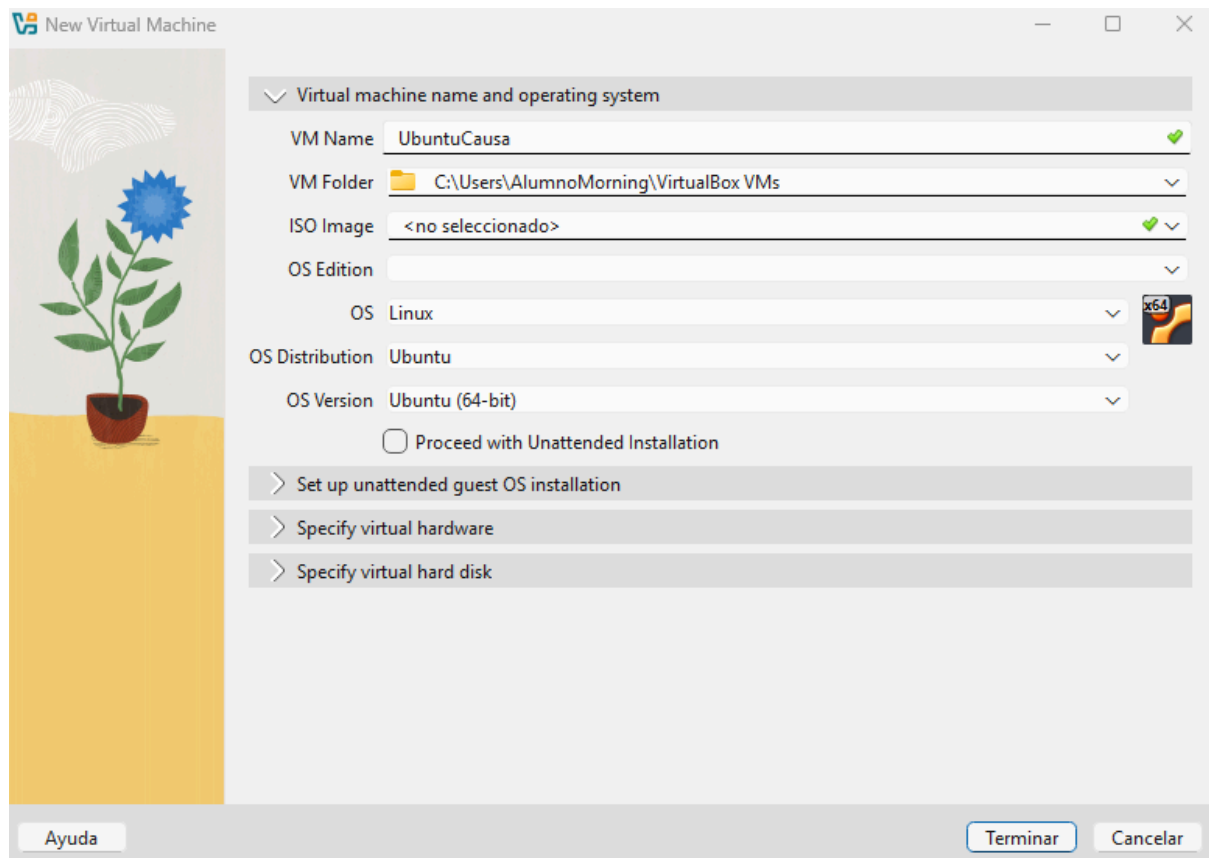 New Virtual Machine
Virtual machine name and operating system
VM Name UbuntuCausa
VM Folder C:\Users\AlumnoMorning\VirtualBox VMs
ISO Image <no seleccionado>
OS Edition
OS Linux
x64
OS Distribution Ubuntu
OS Version Ubuntu (64-bit)
Proceed with Unattended Installation
Set up unattended guest OS installation
Specify virtual hardware
Specify virtual hard disk
Ayuda Terminar Cancelar